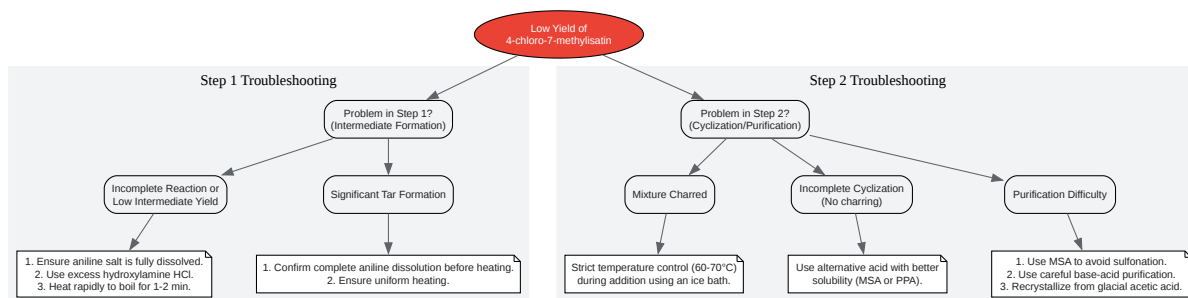 Low Yield of
4-chloro-7-methylisatin
Step 1 Troubleshooting
Problem in Step 1?
(Intermediate Formation)
Incomplete Reaction or
Low Intermediate Yield
Significant Tar Formation
1. Ensure aniline salt is fully dissolved.
2. Use excess hydroxylamine HCl.
3. Heat rapidly to boil for 1-2 min.
1. Confirm complete aniline dissolution before heating.
2. Ensure uniform heating.
Step 2 Troubleshooting
Problem in Step 2?
(Cyclization/Purification)
Mixture Charred
Incomplete Cyclization
(No charring)
Purification Difficulty
Strict temperature control (60-70°C)
during addition using an ice bath.
Use alternative acid with better
solubility (MSA or PPA).
1. Use MSA to avoid sulfonation.
2. Use careful base-acid purification.
3. Recrystallize from glacial acetic acid.